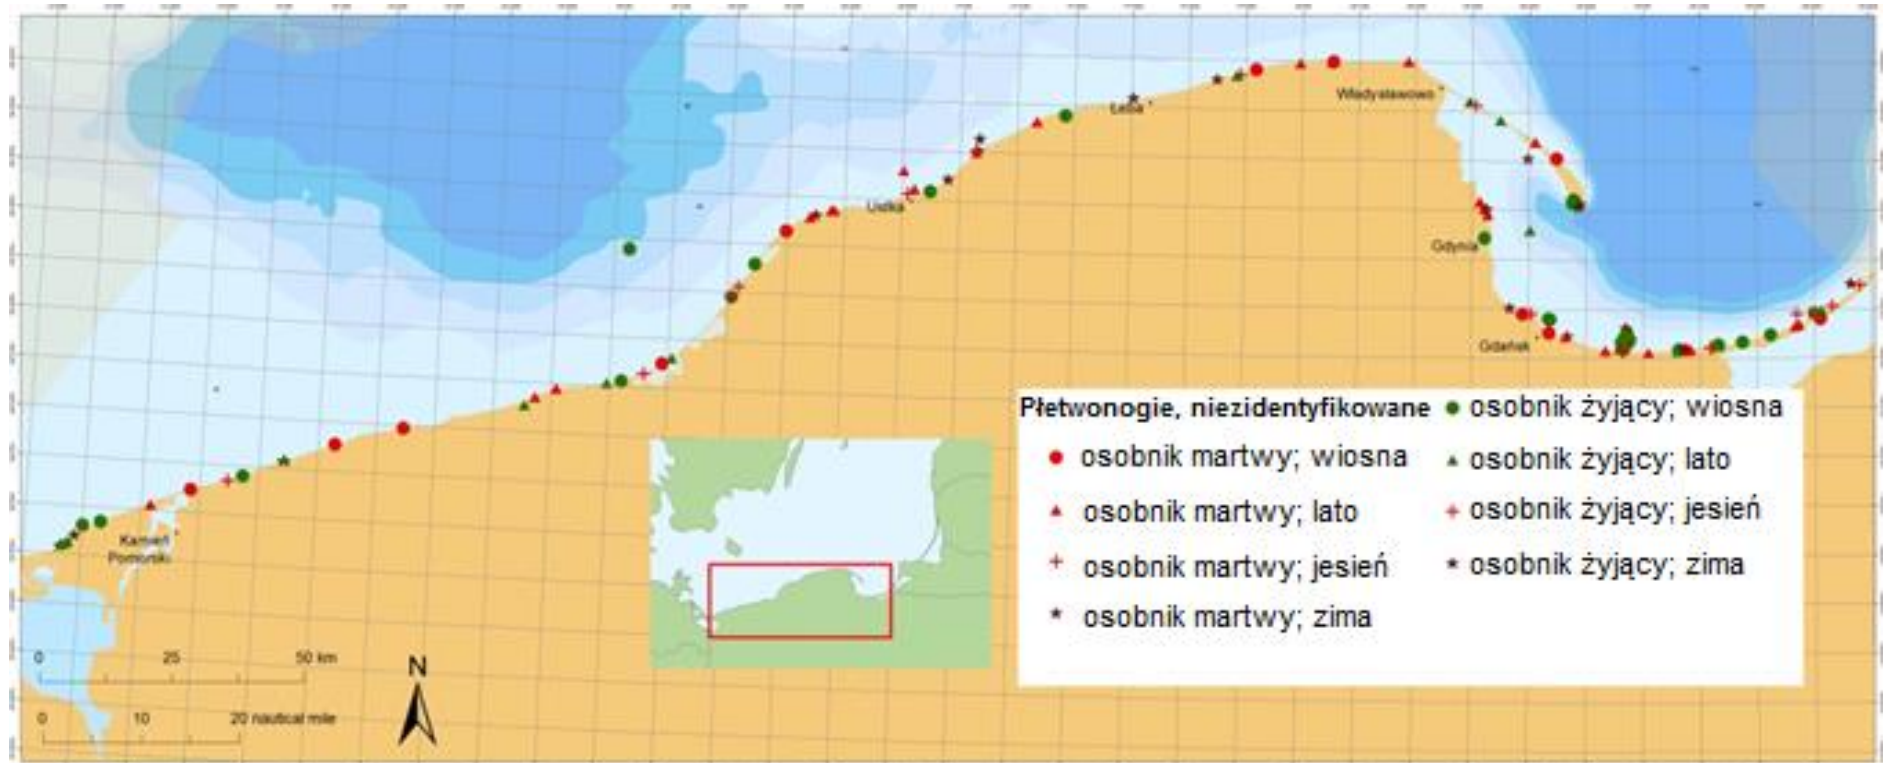 Łeba
Władysławowo
Ustka
Gdynia
Gdańsk
Płetwonogie, niezidentyfikowane
osobnik żyjący; wiosna
osobnik martwy; wiosna
osobnik żyjący; lato
osobnik martwy; lato
osobnik żyjący; jesień
osobnik martwy; jesień
osobnik żyjący; zima
osobnik martwy; zima
Kamień
Pomorski
0 25 50 km
N
0 10 20 nautical mile